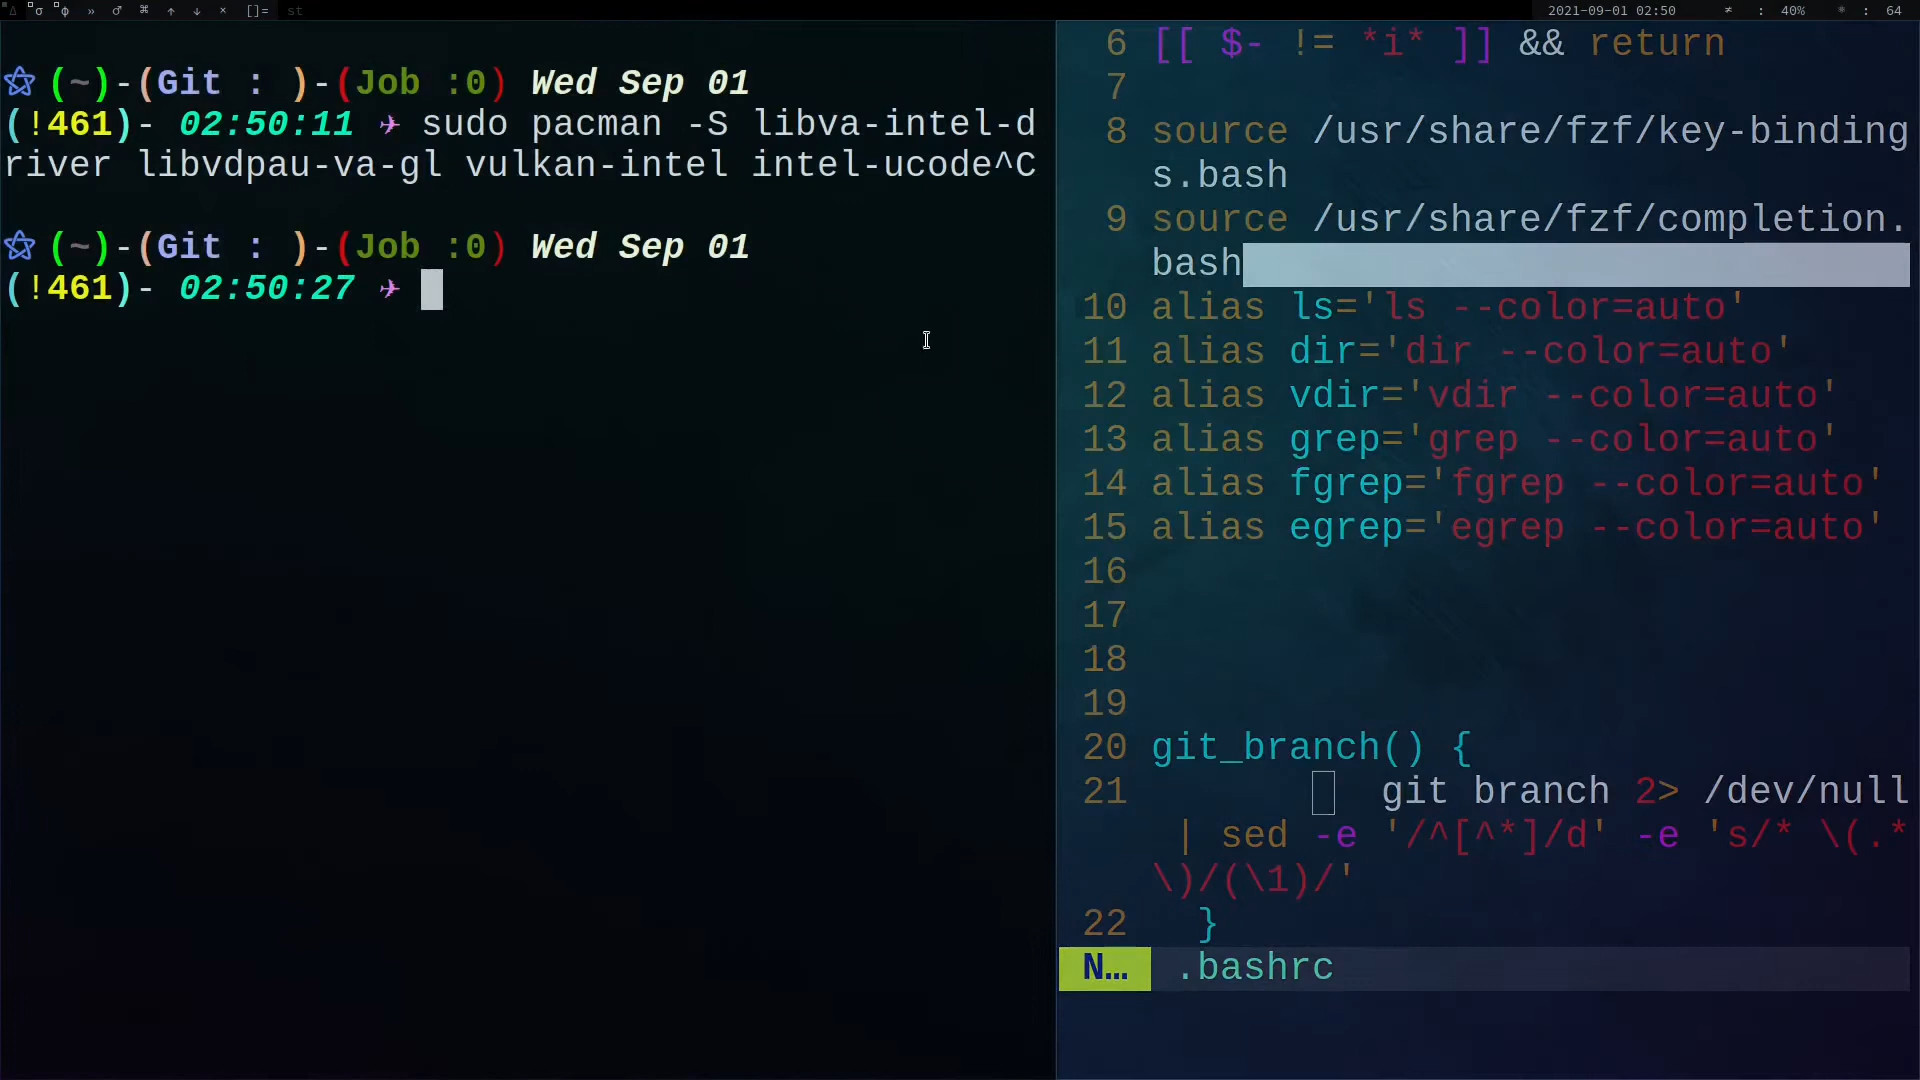 Δ σ ϕ » ♂ ⌘ ↑ ↓ × []= st 2021-09-01 02:50 ≠ : 40% : 64
(~)-(Git : )-(Job :0) Wed Sep 01
(!461)- 02:50:11 ✈ sudo pacman -S libva-intel-d
river libvdpau-va-gl vulkan-intel intel-ucode^C
(~)-(Git : )-(Job :0) Wed Sep 01
(!461)- 02:50:27 ✈
6 [[ $- != *i* ]] && return
7
8 source /usr/share/fzf/key-binding
s.bash
9 source /usr/share/fzf/completion.
bash
10 alias ls='ls --color=auto'
11 alias dir='dir --color=auto'
12 alias vdir='vdir --color=auto'
13 alias grep='grep --color=auto'
14 alias fgrep='fgrep --color=auto'
15 alias egrep='egrep --color=auto'
16
17
18
19
20 git_branch() {
21 git branch 2> /dev/null
| sed -e '/^[^*]/d' -e 's/* \(.*
\)/(\1)/'
22 }
N… .bashrc